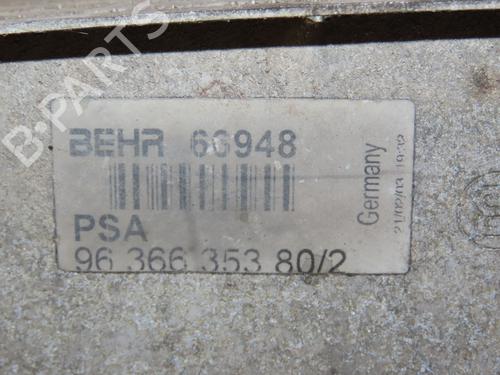 BEHR 66948
PSA
96 366 353 80/2
Germany
B-PARTS